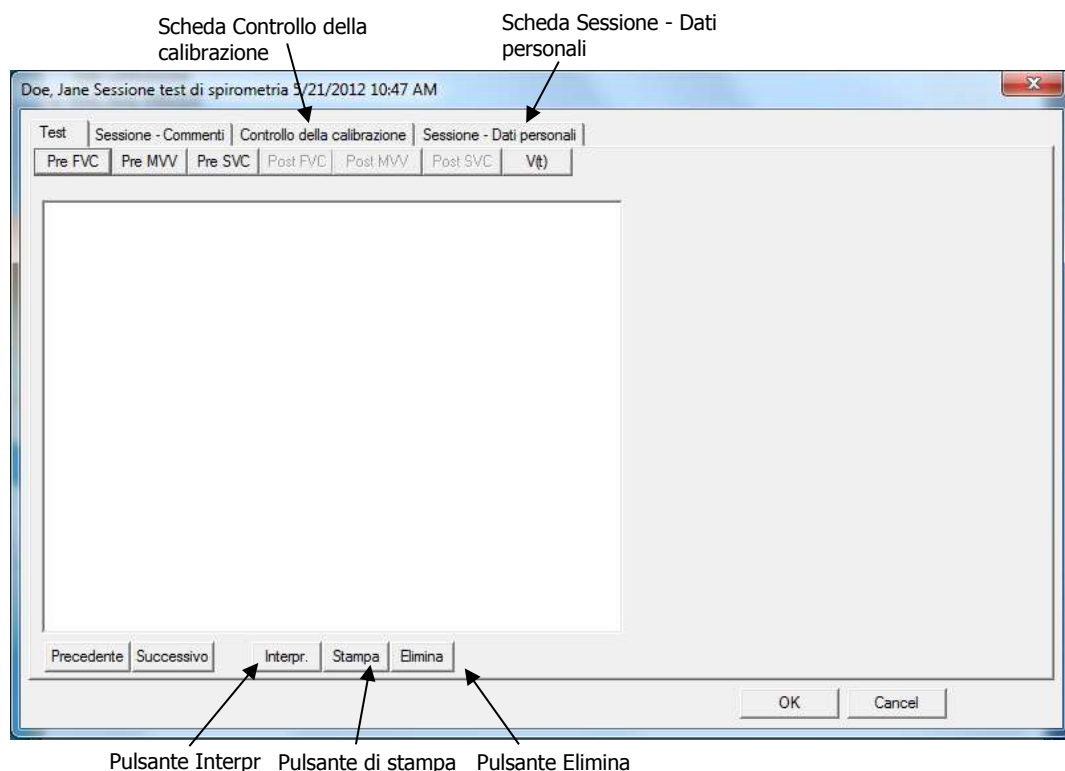 Scheda Controllo della
calibrazione
Scheda Sessione - Dati
personali
Doe, Jane Sessione test di spirometria 5/21/2012 10:47 AM
Test Sessione - Commenti Controllo della calibrazione Sessione - Dati personali
Pre FVC Pre MVV Pre SVC Post FVC Post MVV Post SVC V(t)
Precedente Successivo Interpr. Stampa Elimina
OK Cancel
Pulsante Interpr Pulsante di stampa Pulsante Elimina